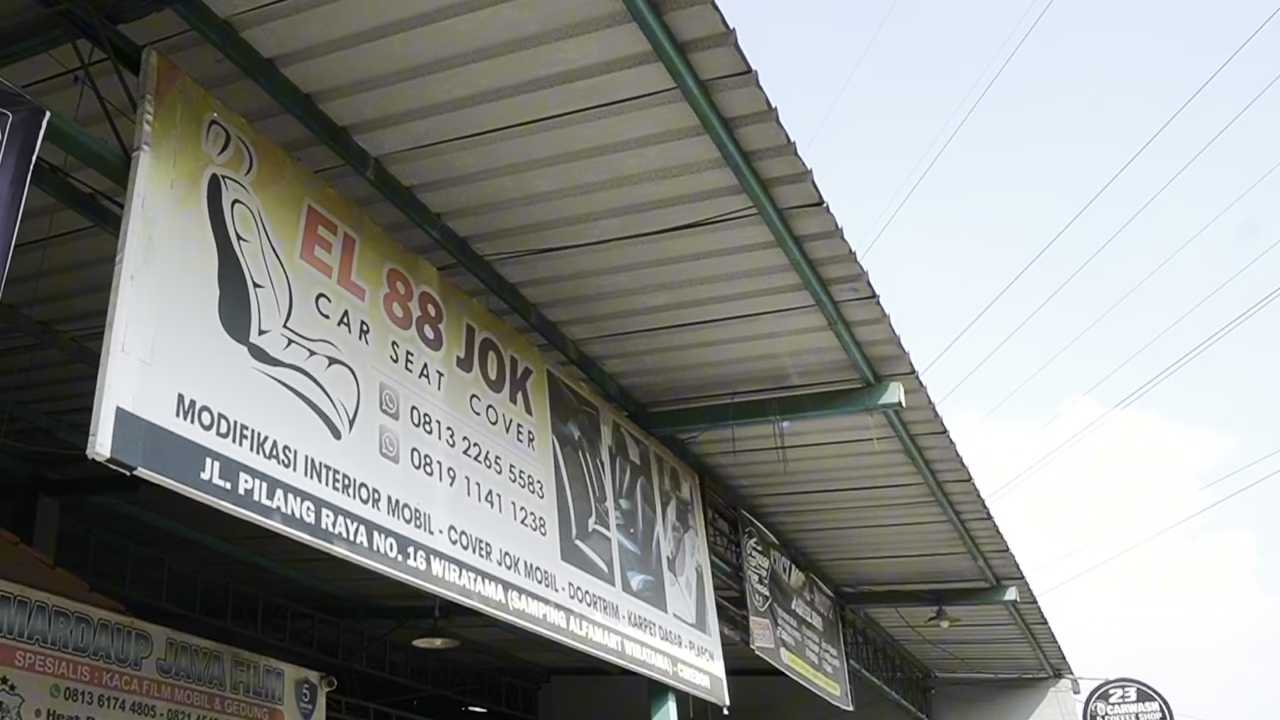 EL 88 JOK
CAR SEAT COVER
0813 2265 5583
0819 1141 1238
MODIFIKASI INTERIOR MOBIL - COVER JOK MOBIL - DOORTRIM - KARPET DASAR - PLAFON
JL. PILANG RAYA NO. 16 WIRATAMA (SAMPING ALFAMART WIRATAMA) - CIREBON
MARDAUP JAYA FILM
SPESIALIS : KACA FILM MOBIL & GEDUNG
0813 6174 4805 - 0821
5
23
CARWASH
COFFEE SHOP